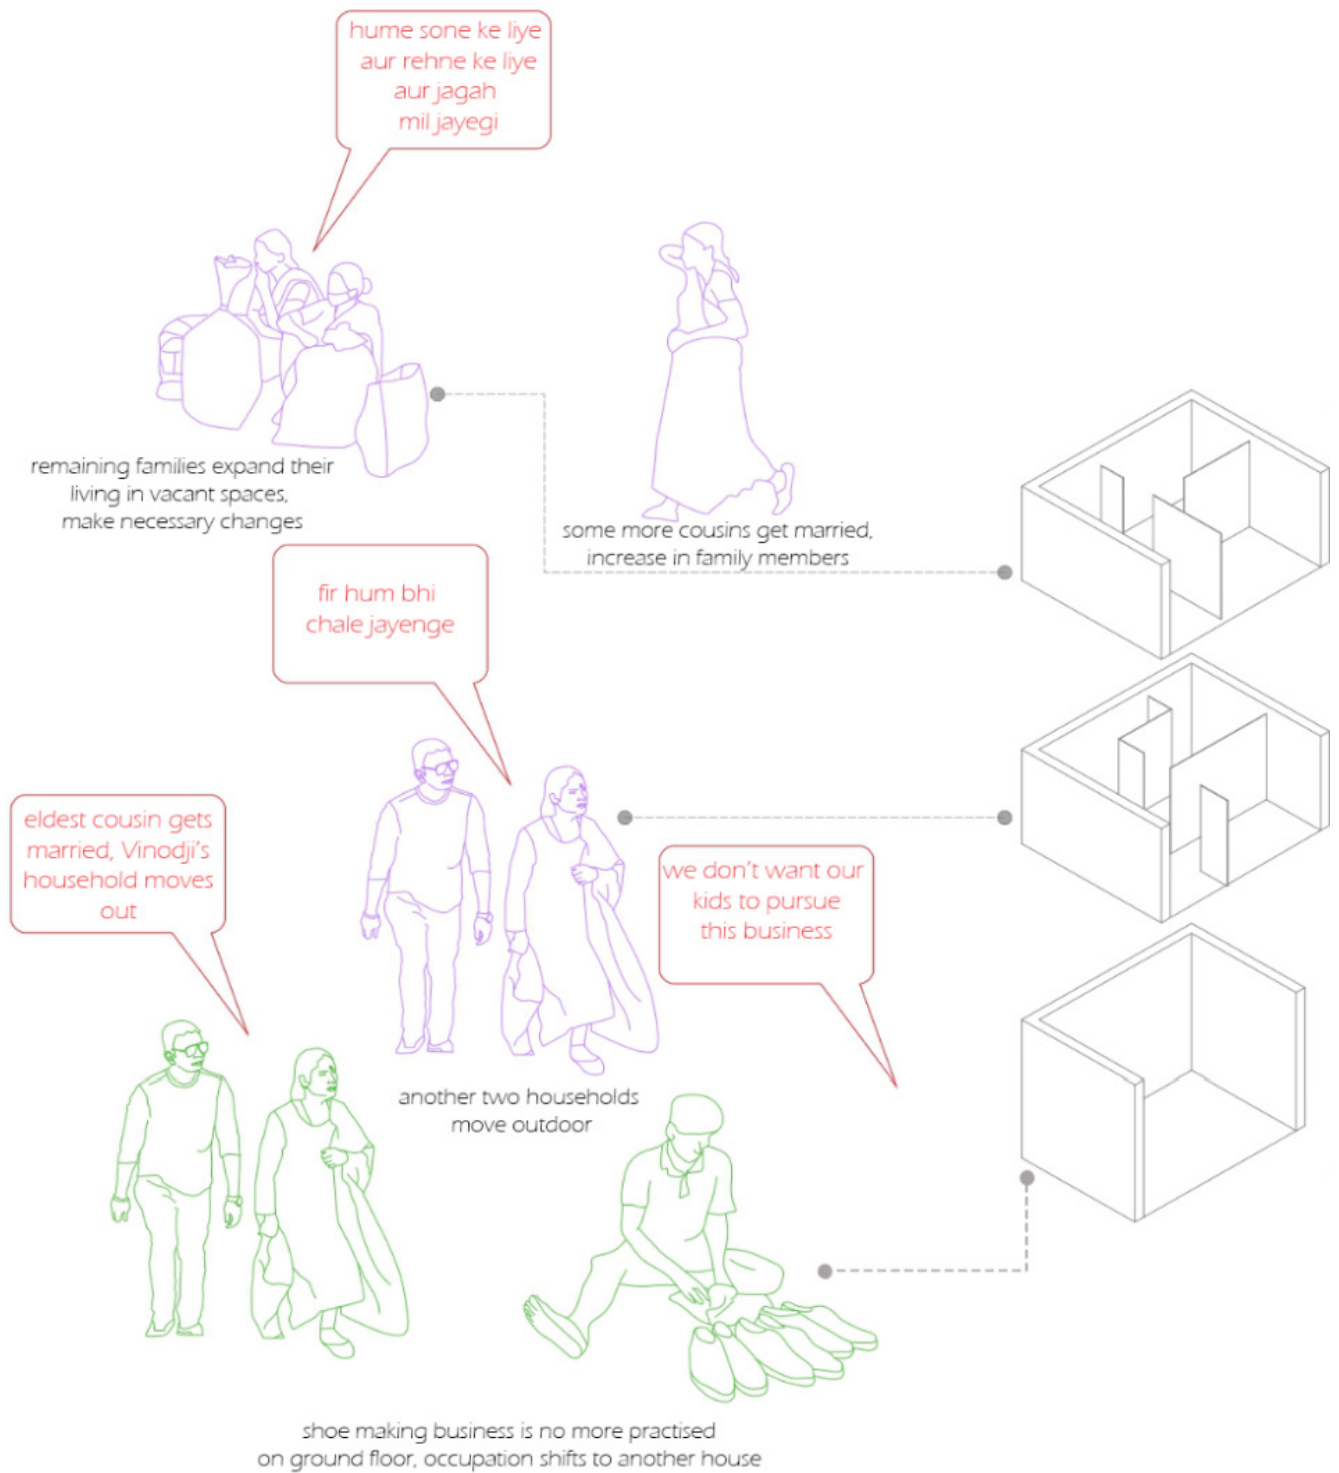 hume sone ke liye
aur rehne ke liye
aur jagah
mil jayegi
remaining families expand their
living in vacant spaces,
make necessary changes
some more cousins get married,
increase in family members
fir hum bhi
chale jayenge
eldest cousin gets
married, Vinodji's
household moves
out
we don't want our
kids to pursue
this business
another two households
move outdoor
shoe making business is no more practised
on ground floor, occupation shifts to another house